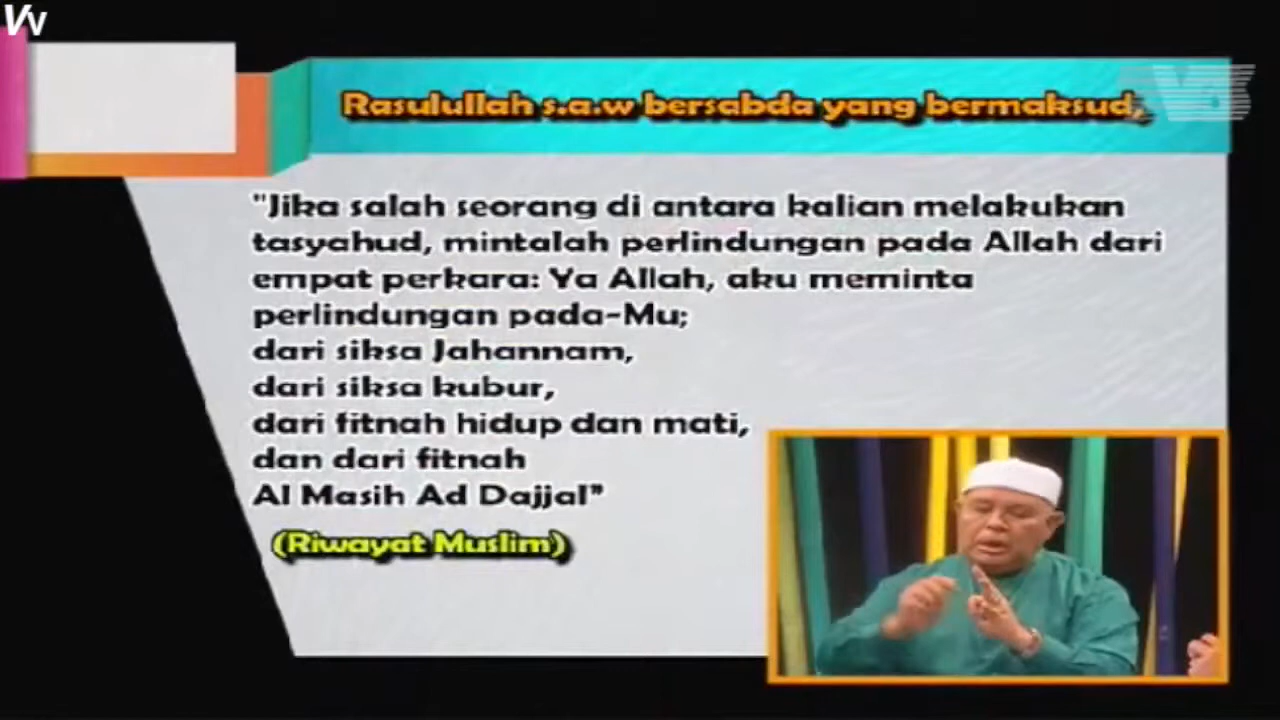 VV
Rasulullah s.a.w bersabda yang bermaksud,
"Jika salah seorang di antara kalian melakukan
tasyahud, mintalah perlindungan pada Allah dari
empat perkara: Ya Allah, aku meminta
perlindungan pada-Mu;
dari siksa Jahannam,
dari siksa kubur,
dari fitnah hidup dan mati,
dan dari fitnah
Al Masih Ad Dajjal"
(Riwayat Muslim)